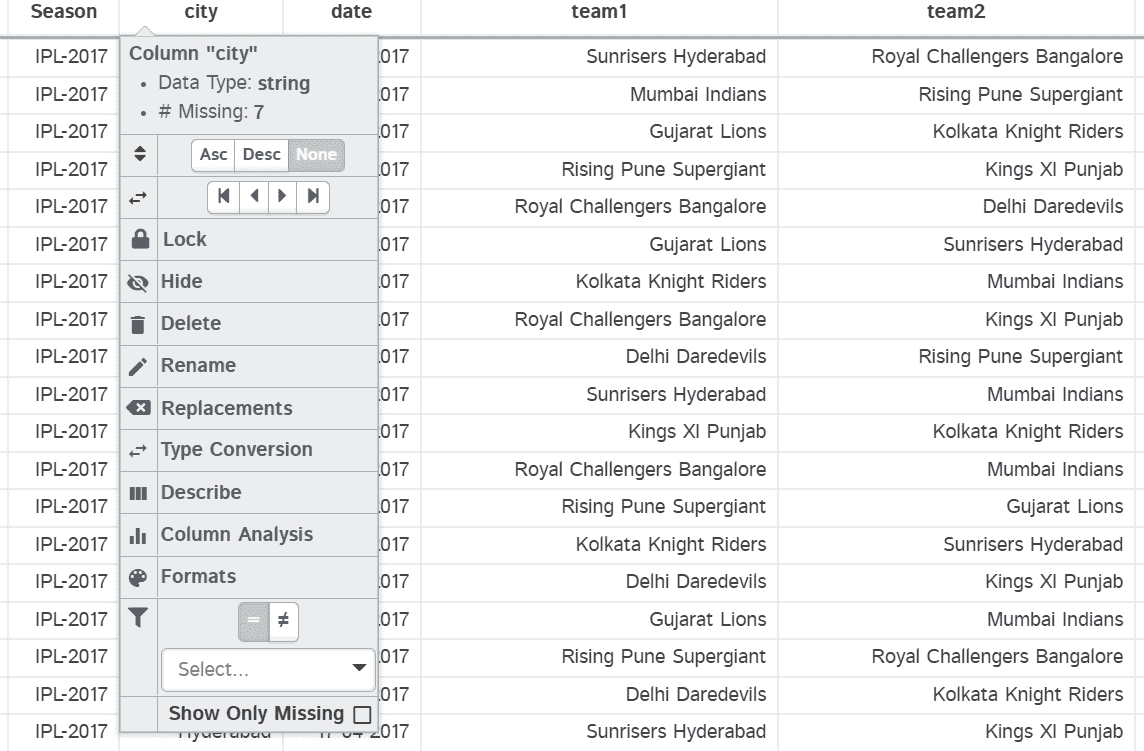 Season city date team1 team2
IPL-2017 .017 Sunrisers Hyderabad Royal Challengers Bangalore
Column "city"
• Data Type: string
IPL-2017 .017 Mumbai Indians Rising Pune Supergiant
• # Missing: 7
IPL-2017 .017 Gujarat Lions Kolkata Knight Riders
Asc Desc None
IPL-2017 .017 Rising Pune Supergiant Kings XI Punjab
IPL-2017 .017 Royal Challengers Bangalore Delhi Daredevils
Lock
IPL-2017 .017 Gujarat Lions Sunrisers Hyderabad
IPL-2017 Hide .017 Kolkata Knight Riders Mumbai Indians
IPL-2017 Delete .017 Royal Challengers Bangalore Kings XI Punjab
IPL-2017 Rename .017 Delhi Daredevils Rising Pune Supergiant
IPL-2017 .017 Sunrisers Hyderabad Mumbai Indians
Replacements
IPL-2017 .017 Kings XI Punjab Kolkata Knight Riders
Type Conversion
IPL-2017 .017 Royal Challengers Bangalore Mumbai Indians
Describe
IPL-2017 .017 Rising Pune Supergiant Gujarat Lions
Column Analysis
IPL-2017 .017 Kolkata Knight Riders Sunrisers Hyderabad
IPL-2017 Formats .017 Delhi Daredevils Kings XI Punjab
IPL-2017 = ≠ .017 Gujarat Lions Mumbai Indians
IPL-2017 .017 Rising Pune Supergiant Royal Challengers Bangalore
Select...
IPL-2017 .017 Delhi Daredevils Kolkata Knight Riders
Show Only Missing
IPL-2017 Hyderabad 17-04-2017 Sunrisers Hyderabad Kings XI Punjab